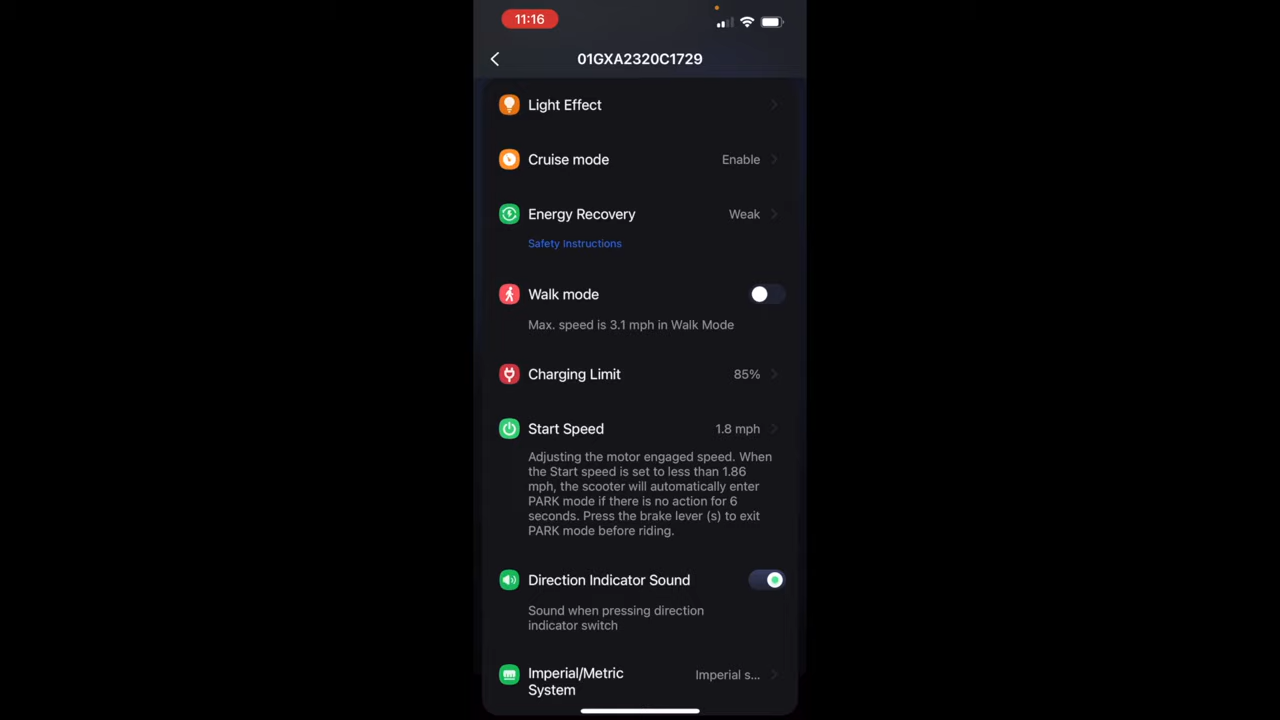 11:16
01GXA2320C1729
Light Effect
Cruise mode Enable
Energy Recovery Weak
Safety Instructions
Walk mode
Max. speed is 3.1 mph in Walk Mode
Charging Limit 85%
Start Speed 1.8 mph
Adjusting the motor engaged speed. When
the Start speed is set to less than 1.86
mph, the scooter will automatically enter
PARK mode if there is no action for 6
seconds. Press the brake lever (s) to exit
PARK mode before riding.
Direction Indicator Sound
Sound when pressing direction
indicator switch
Imperial/Metric Imperial s...
System